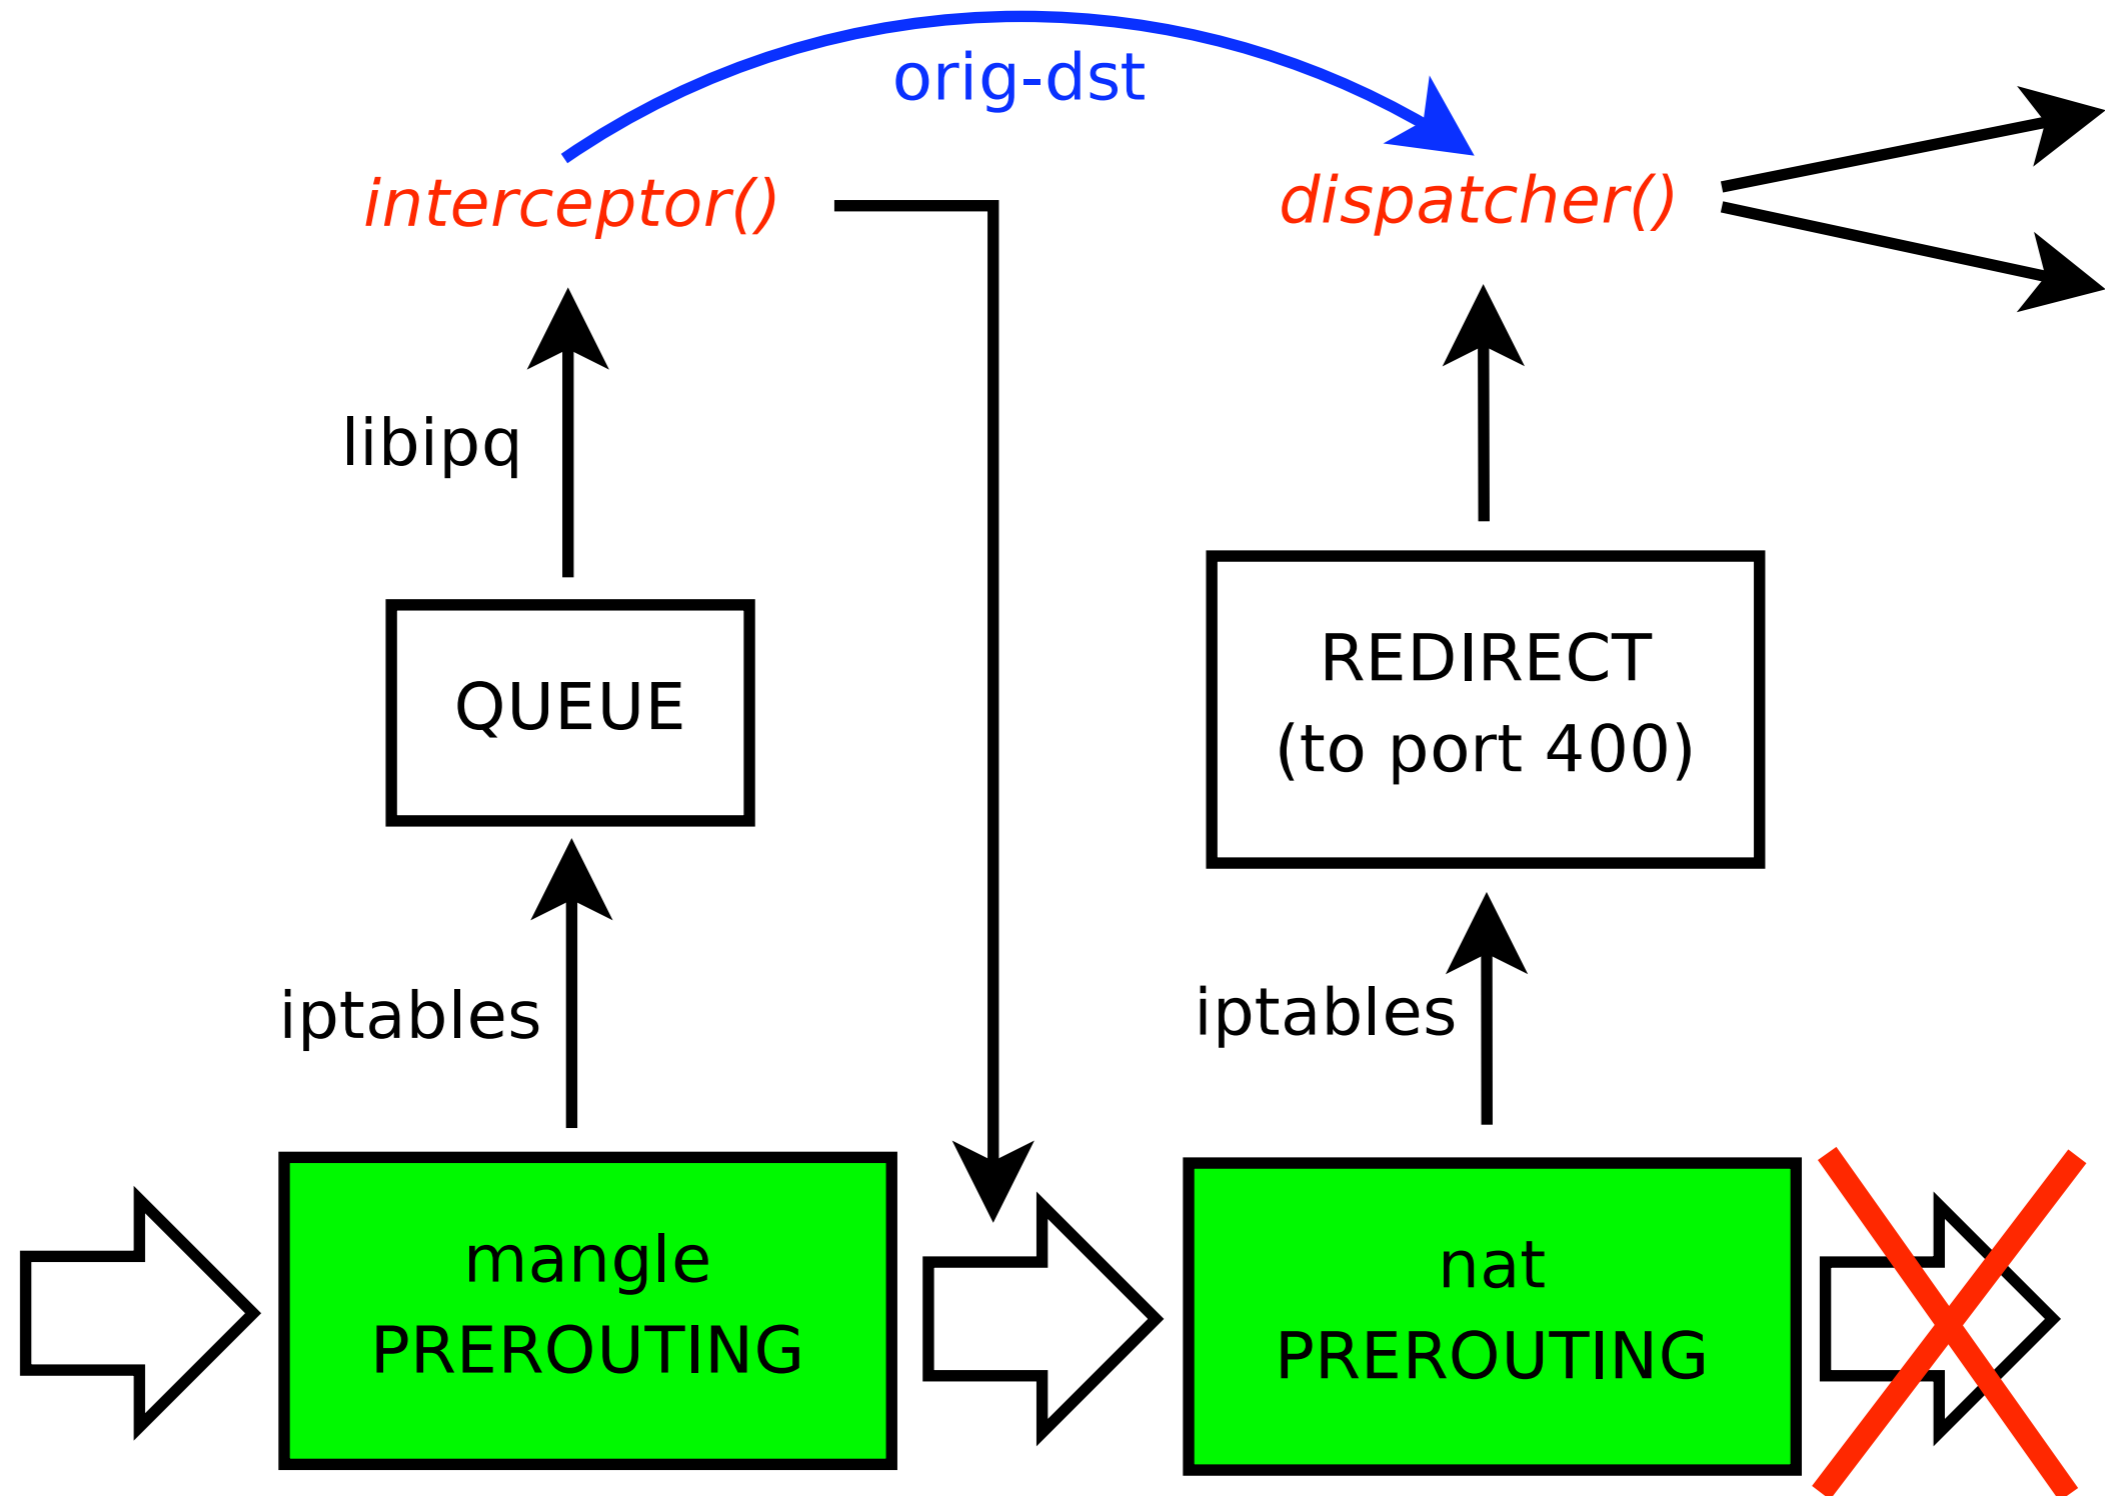 orig-dst
interceptor()
dispatcher()
libipq
QUEUE
REDIRECT
(to port 400)
iptables
iptables
mangle
PREROUTING
nat
PREROUTING